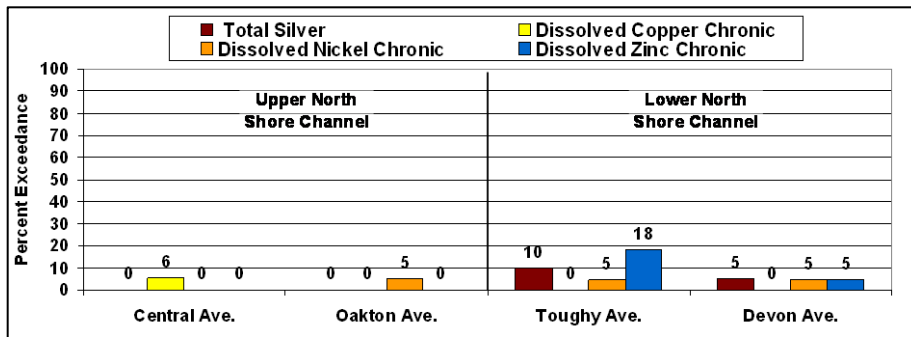 Total Silver
Dissolved Copper Chronic
Dissolved Nickel Chronic
Dissolved Zinc Chronic
Percent Exceedance
100
90
80
70
60
50
40
30
20
10
0
Upper North
Shore Channel
Lower North
Shore Channel
0 6 0 0
0 0 5 0
10 0 5 18
5 0 5 5
Central Ave. Oakton Ave. Toughy Ave. Devon Ave.